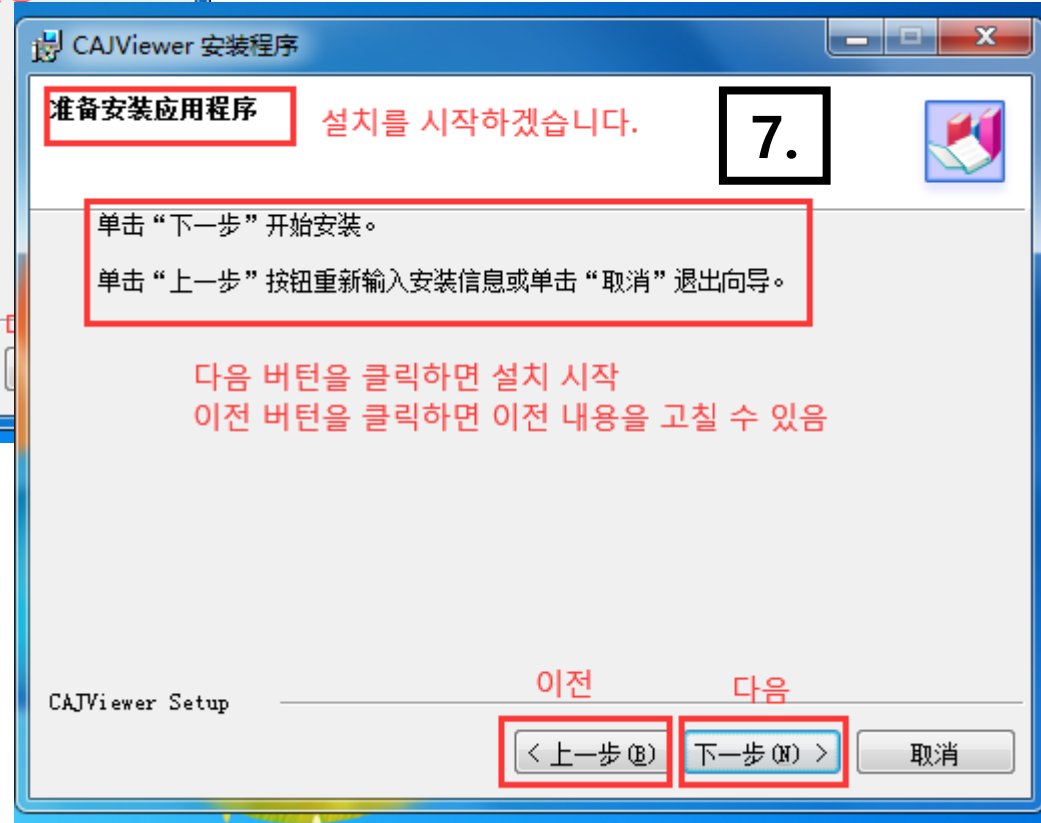 CAJViewer 安装程序
准备安装应用程序
설치를 시작하겠습니다.
7.
单击“下一步”开始安装。
单击“上一步”按钮重新输入安装信息或单击“取消”退出向导。
다음 버턴을 클릭하면 설치 시작
이전 버턴을 클릭하면 이전 내용을 고칠 수 있음
이전 다음
CAJViewer Setup
< 上一步(B) 下一步(N) > 取消